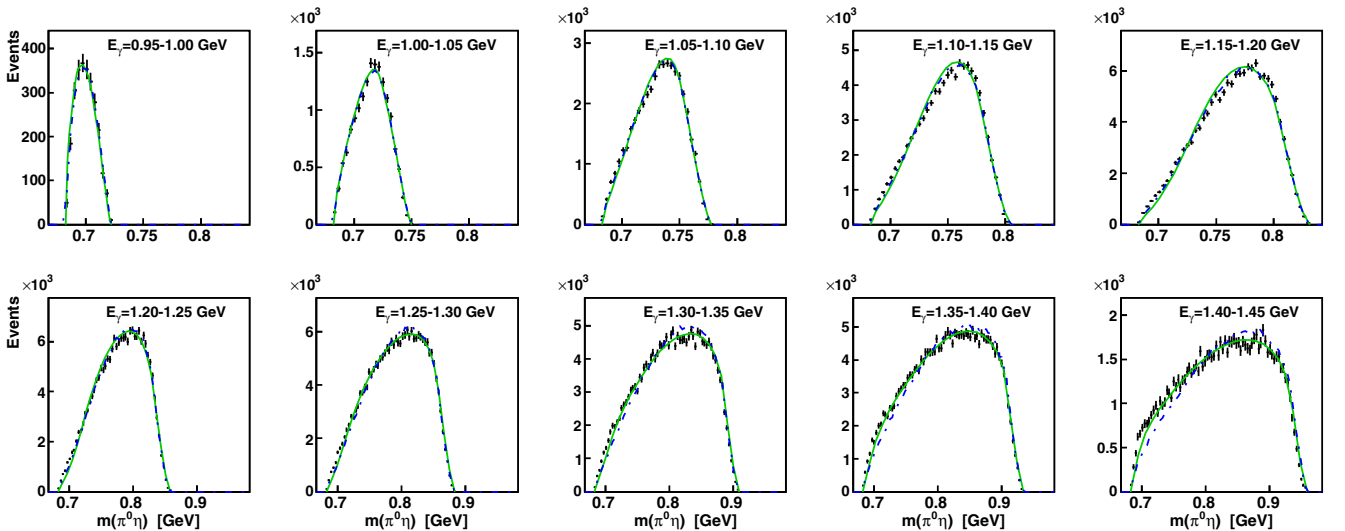 Events
E_γ=0.95-1.00 GeV
400
300
200
100
0
0.7 0.75 0.8
×10³
E_γ=1.00-1.05 GeV
1.5
1
0.5
0
0.7 0.75 0.8
×10³
E_γ=1.05-1.10 GeV
3
2
1
0
0.7 0.75 0.8
×10³
E_γ=1.10-1.15 GeV
5
4
3
2
1
0
0.7 0.75 0.8
×10³
E_γ=1.15-1.20 GeV
6
4
2
0
0.7 0.75 0.8
Events
×10³
E_γ=1.20-1.25 GeV
6
4
2
0
0.7 0.8 0.9
m(π⁰η) [GeV]
×10³
E_γ=1.25-1.30 GeV
6
4
2
0
0.7 0.8 0.9
m(π⁰η) [GeV]
×10³
E_γ=1.30-1.35 GeV
5
4
3
2
1
0
0.7 0.8 0.9
m(π⁰η) [GeV]
×10³
E_γ=1.35-1.40 GeV
5
4
3
2
1
0
0.7 0.8 0.9
m(π⁰η) [GeV]
×10³
E_γ=1.40-1.45 GeV
2
1.5
1
0.5
0
0.7 0.8 0.9
m(π⁰η) [GeV]